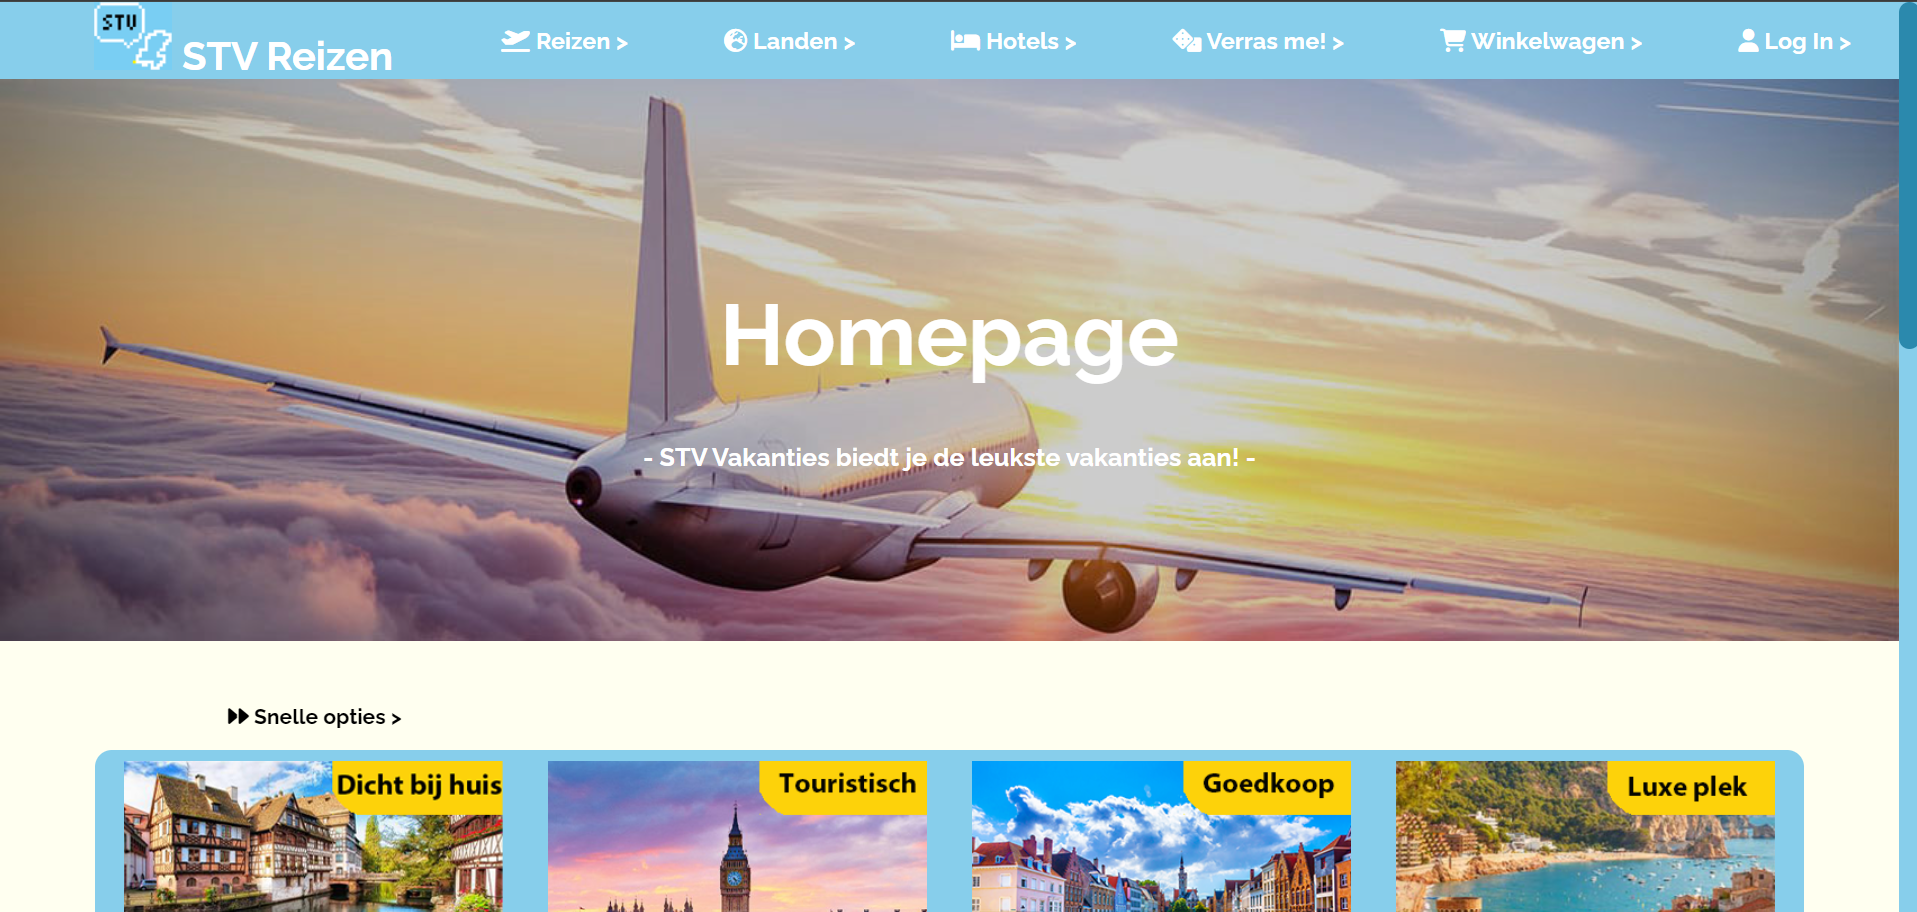 STV
STV Reizen
Reizen >
Landen >
Hotels >
Verras me! >
Winkelwagen >
Log In >
Homepage
- STV Vakanties biedt je de leukste vakanties aan! -
Snelle opties >
Dicht bij huis
Touristisch
Goedkoop
Luxe plek